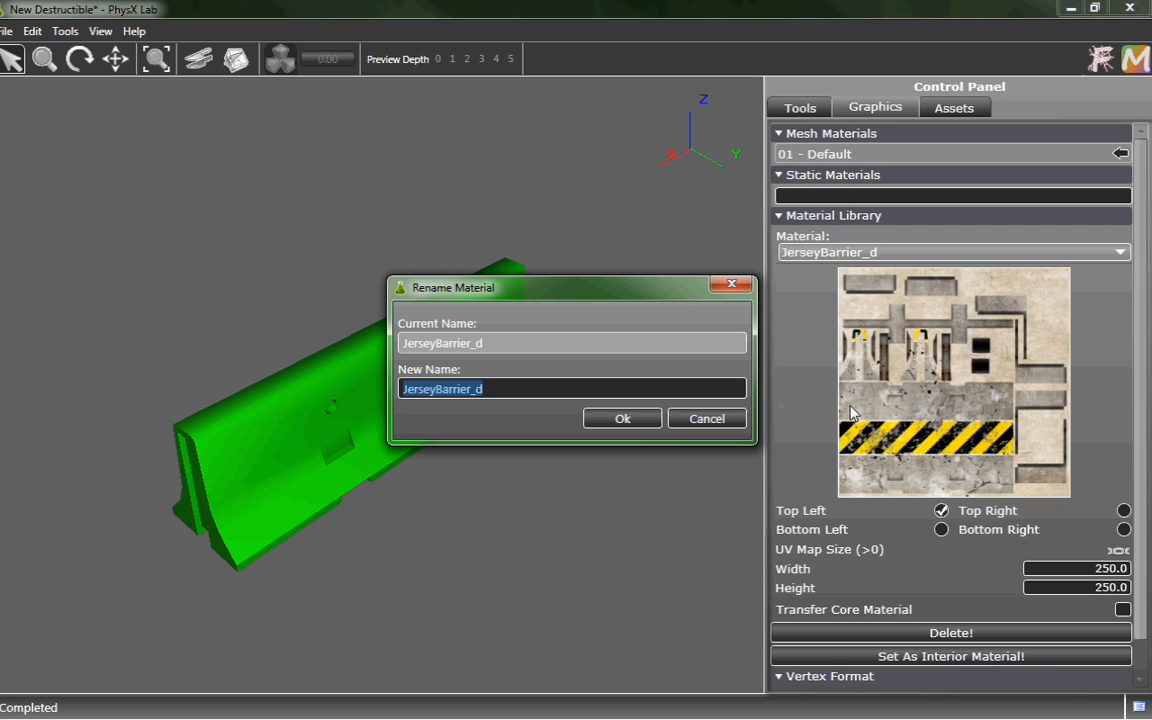 New Destructible* - PhysX Lab
File Edit Tools View Help
0.00 Preview Depth 0 1 2 3 4 5
Control Panel
Tools Graphics Assets
Mesh Materials
01 - Default
Static Materials
Material Library
Material:
JerseyBarrier_d
Z
X Y
Rename Material
Current Name:
JerseyBarrier_d
New Name:
JerseyBarrier_d
Ok Cancel
Top Left Top Right
Bottom Left Bottom Right
UV Map Size (>0)
Width 250.0
Height 250.0
Transfer Core Material
Delete!
Set As Interior Material!
Vertex Format
Completed